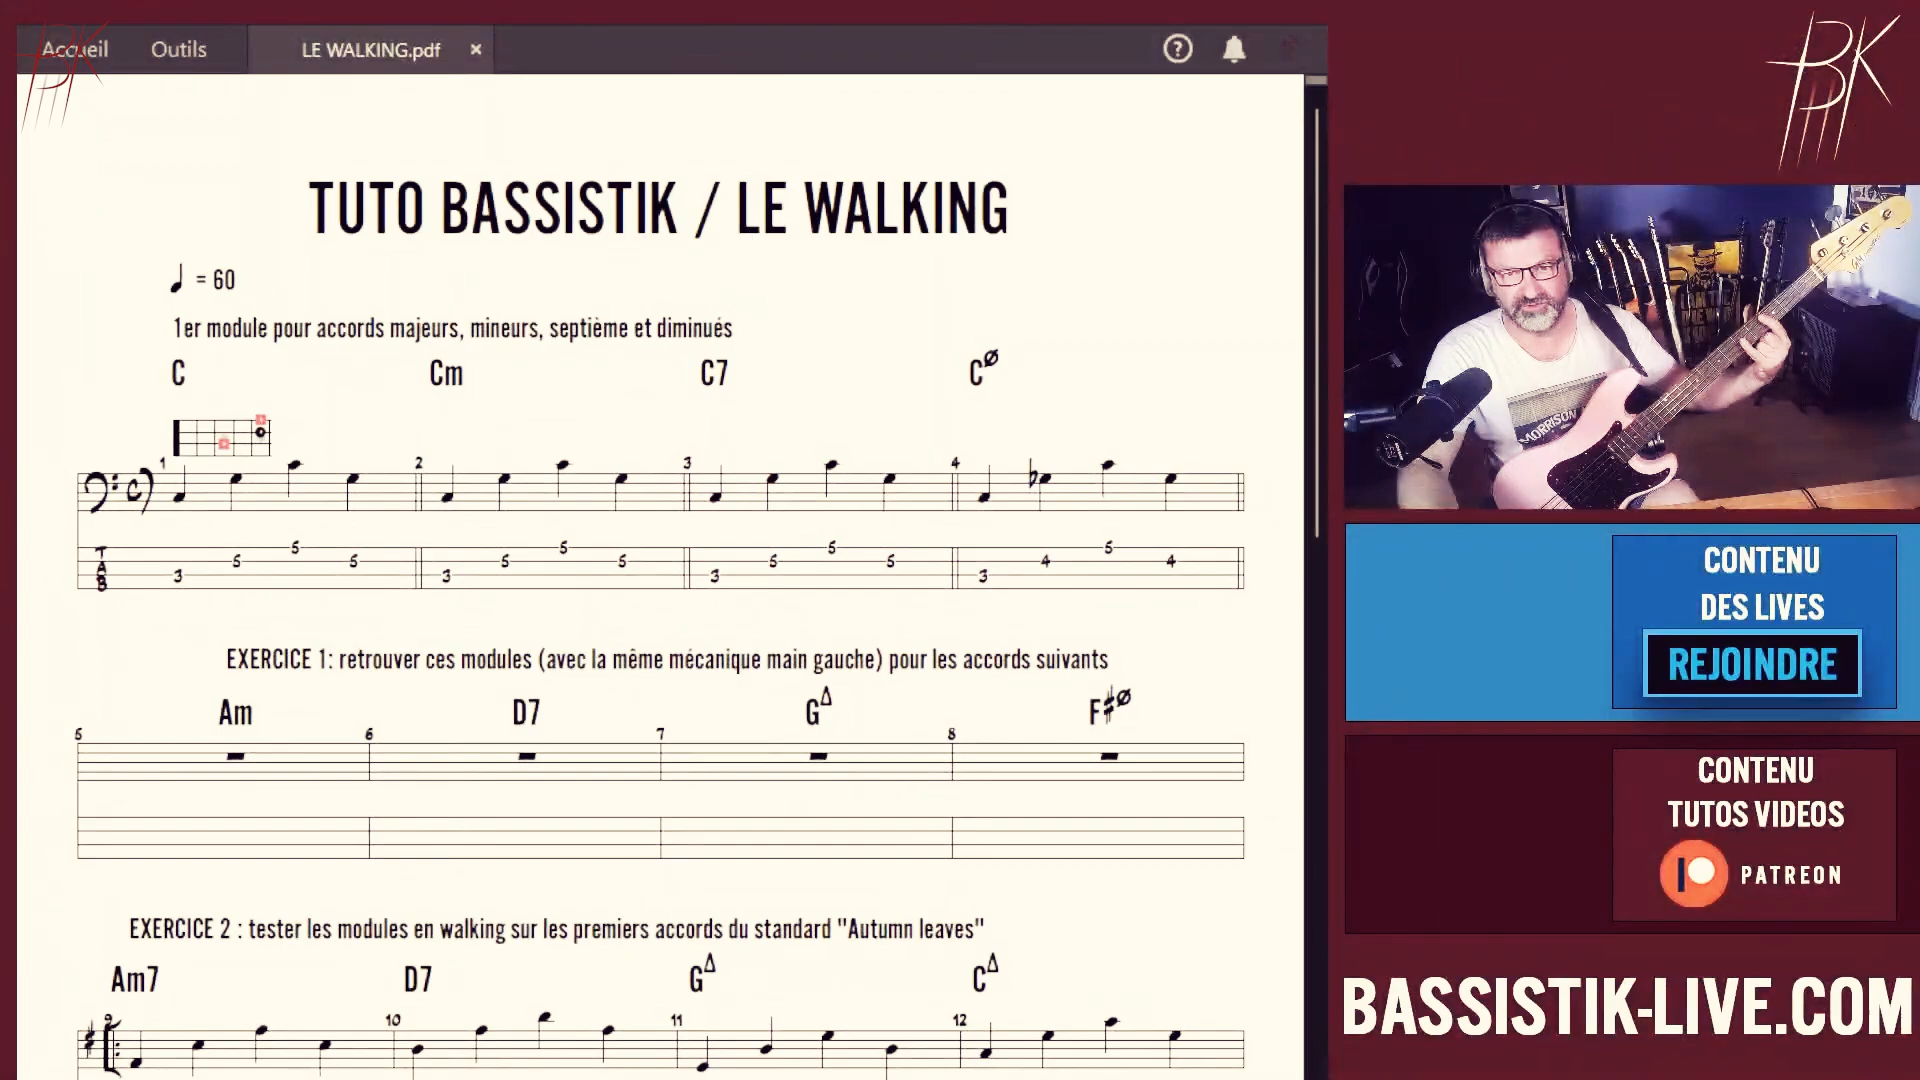 Accueil Outils LE WALKING.pdf ×
BK
TUTO BASSISTIK / LE WALKING
♩ = 60
1er module pour accords majeurs, mineurs, septième et diminués
C Cm C7 CØ
1 2 3 4
T
A
B
3 5 5 5 3 5 5 5 3 5 5 5 3 4 5 4
EXERCICE 1: retrouver ces modules (avec la même mécanique main gauche) pour les accords suivants
Am D7 GΔ F♯Ø
5 6 7 8
EXERCICE 2 : tester les modules en walking sur les premiers accords du standard "Autumn leaves"
Am7 D7 GΔ CΔ
9 10 11 12
BK
MORRISON
CONTENU
DES LIVES
REJOINDRE
CONTENU
TUTOS VIDEOS
PATREON
BASSISTIK-LIVE.COM